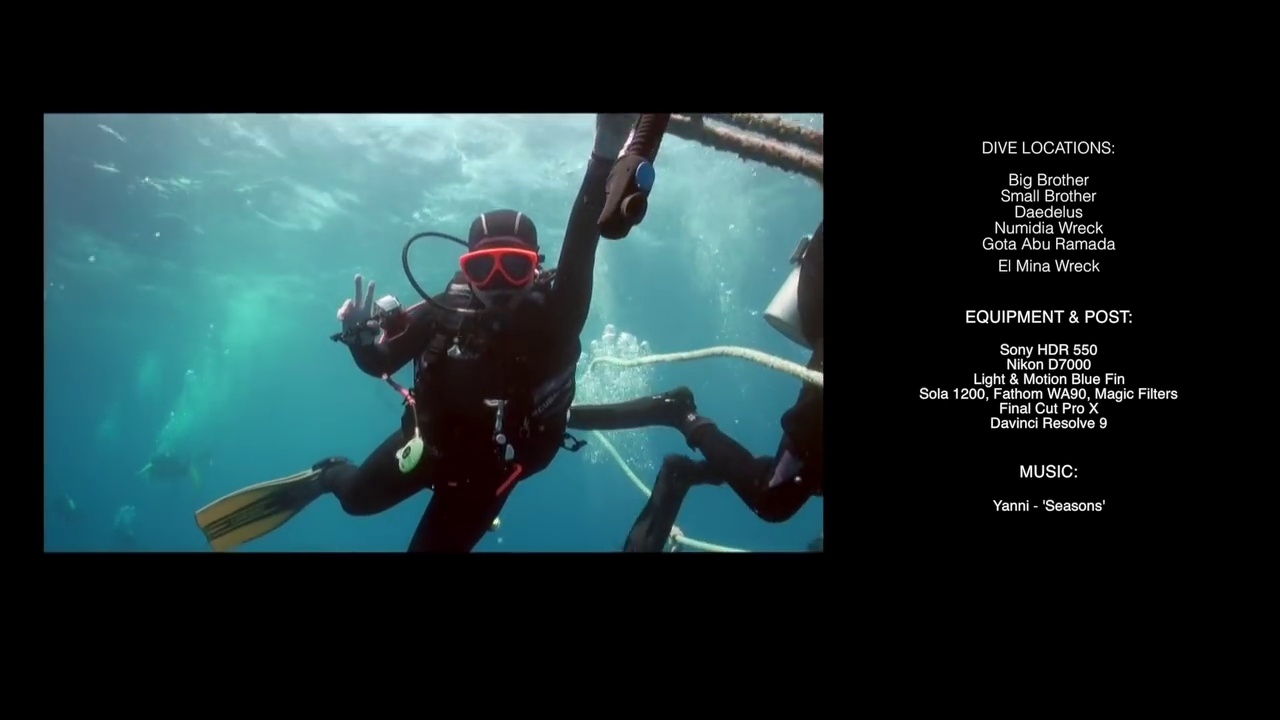 DIVE LOCATIONS:
Big Brother
Small Brother
Daedelus
Numidia Wreck
Gota Abu Ramada
El Mina Wreck
EQUIPMENT & POST:
Sony HDR 550
Nikon D7000
Light & Motion Blue Fin
Sola 1200, Fathom WA90, Magic Filters
Final Cut Pro X
Davinci Resolve 9
MUSIC:
Yanni - 'Seasons'